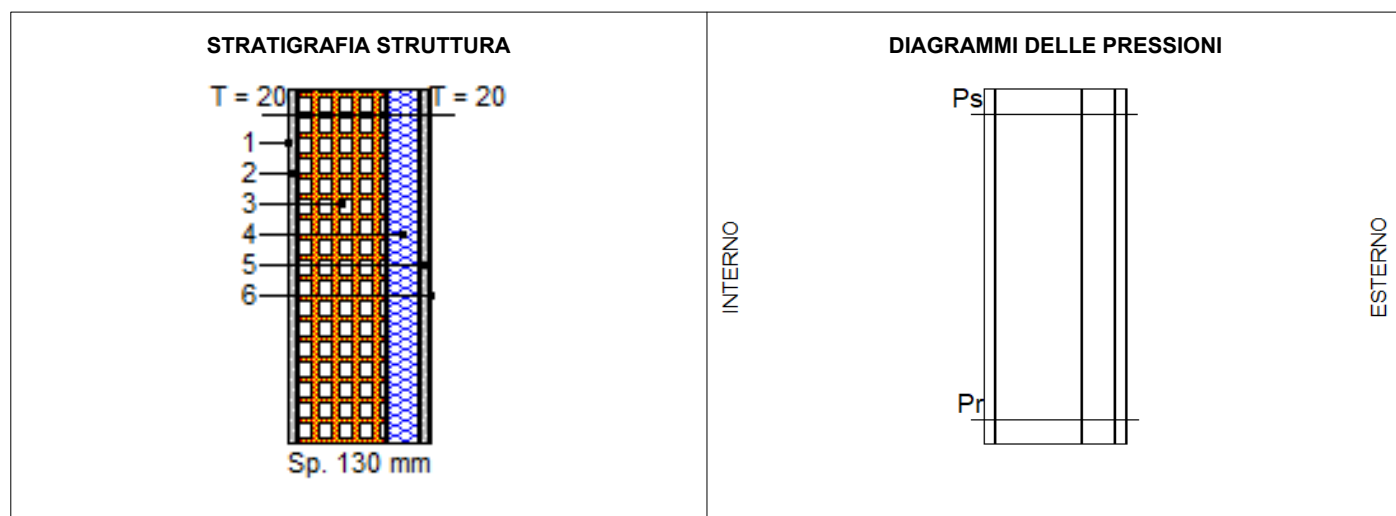 STRATIGRAFIA STRUTTURA
T = 20
T = 20
1
2
3
4
5
6
Sp. 130 mm
DIAGRAMMI DELLE PRESSIONI
Ps
Pr
INTERNO
ESTERNO